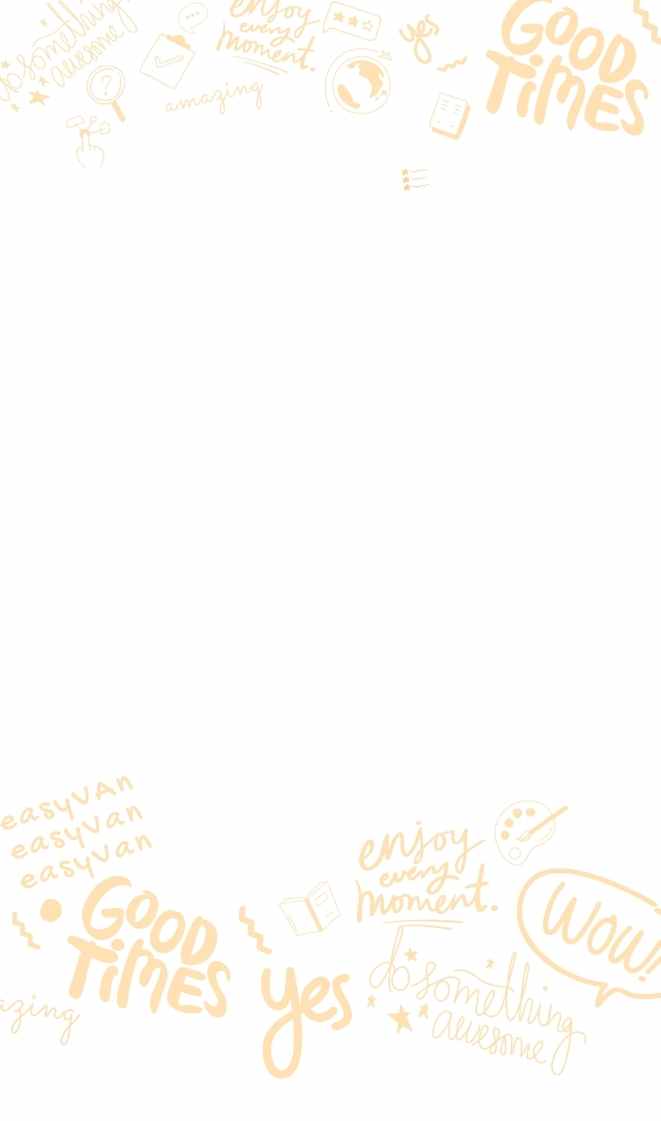 do something
awesome
enjoy
every
moment.
amazing
?
yes
GOOD
TIMES
easyVAn
easyVan
easyVan
enjoy
every
moment.
GOOD
TIMES
WOW!
yes
do something
awesome
azing